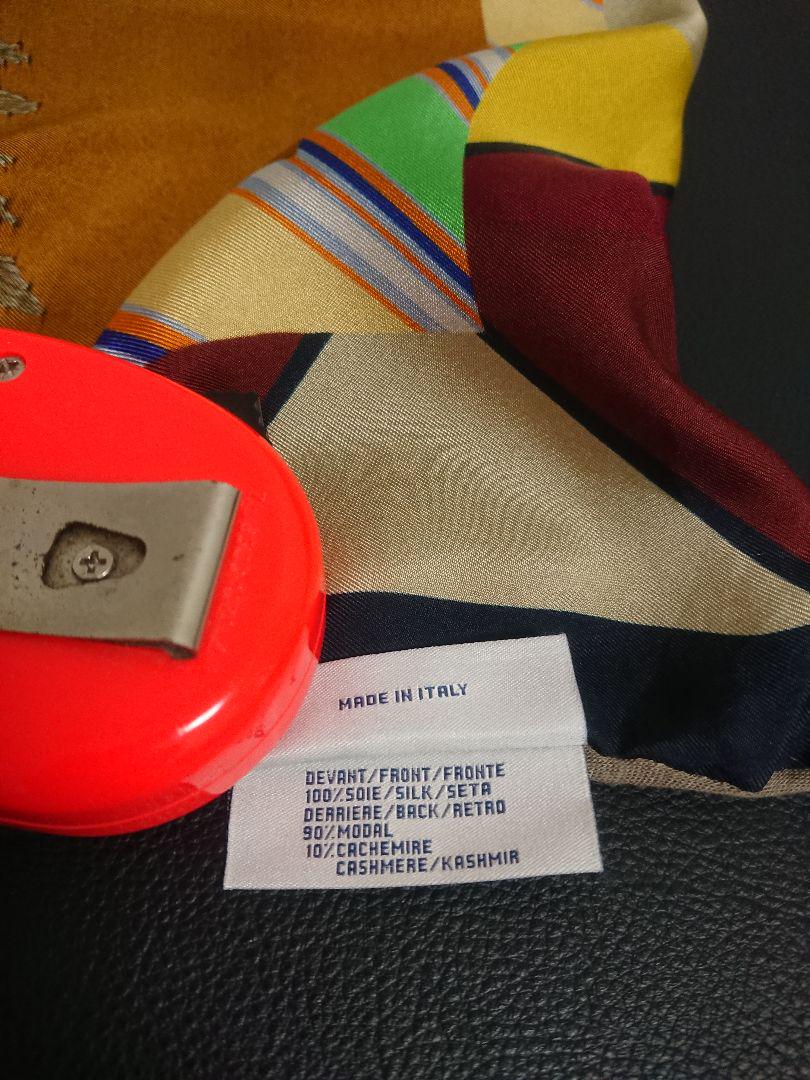 MADE IN ITALY
DEVANT/FRONT/FRONTE
100%SOIE/SILK/SETA
DERRIERE/BACK/RETRO
90%MODAL
10%CACHEMIRE
CASHMERE/KASHMIR